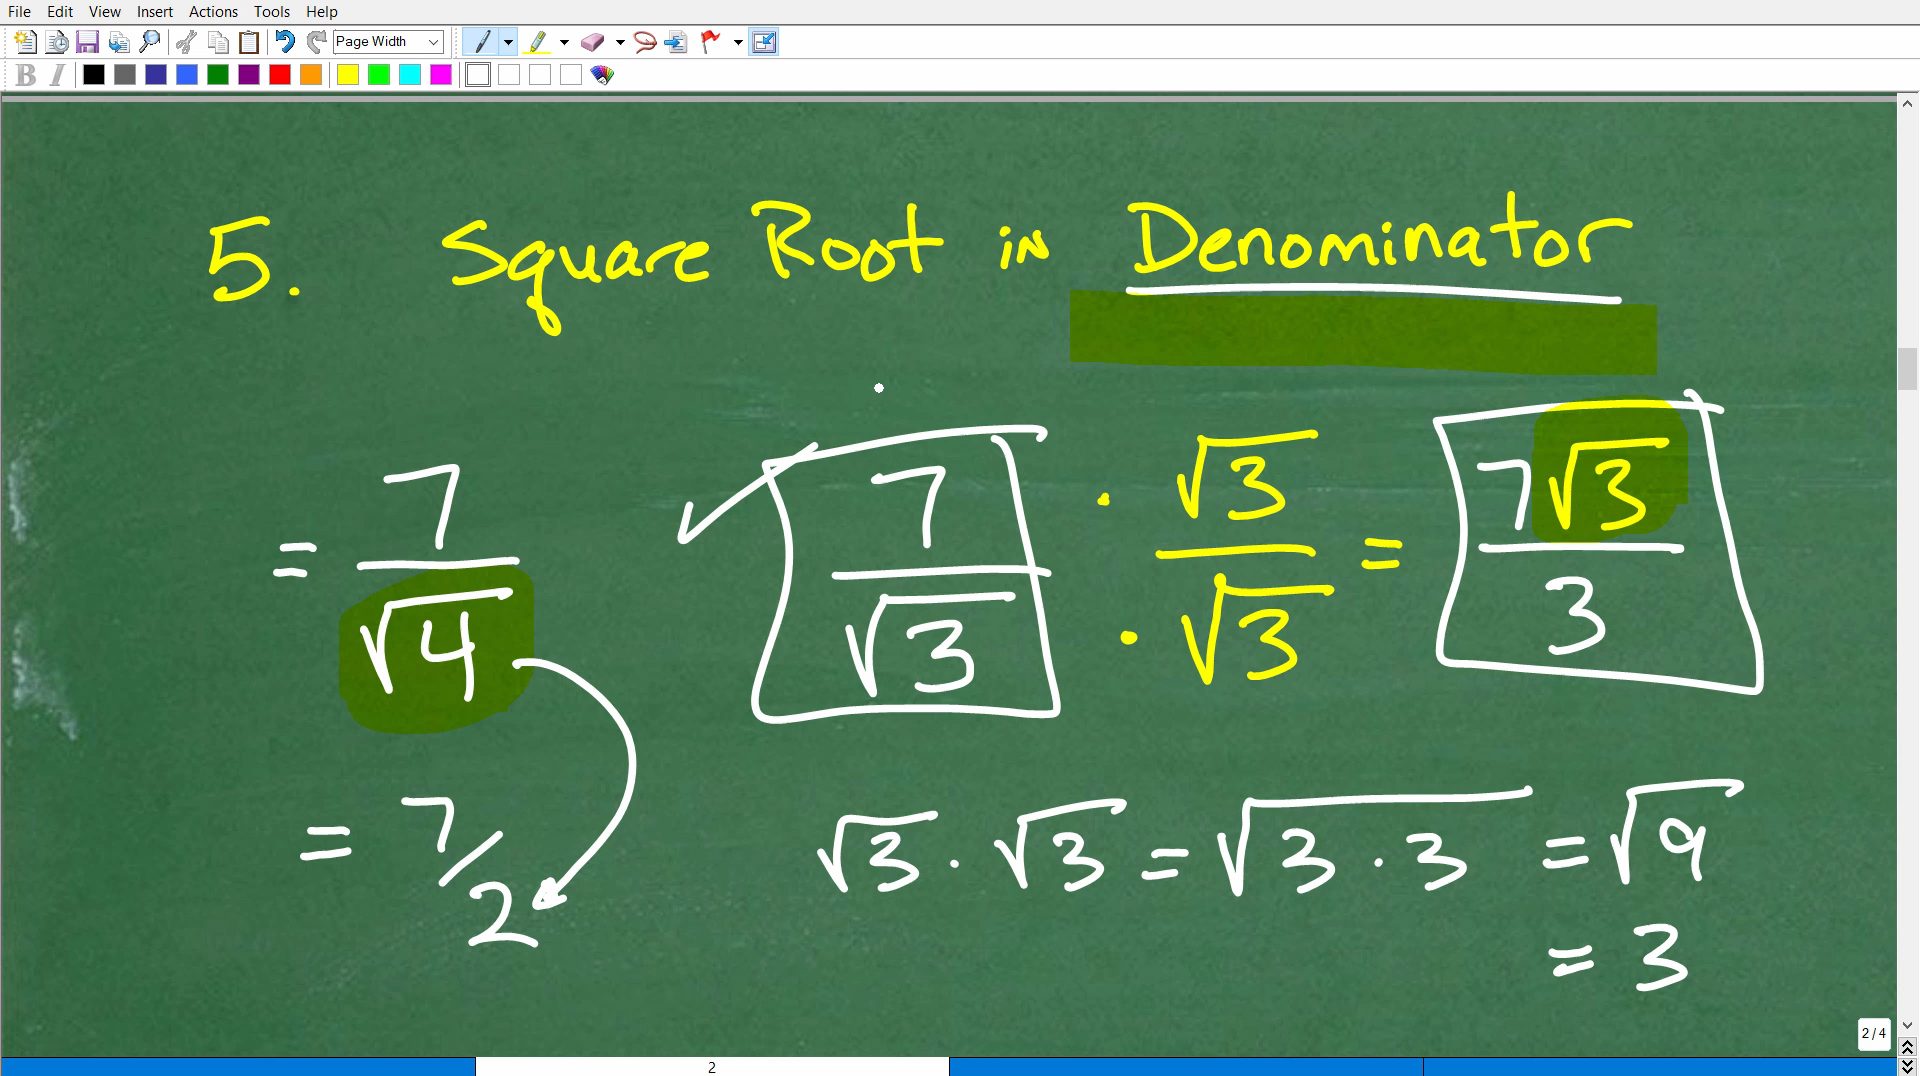 File Edit View Insert Actions Tools Help
Page Width
B I
5. Square Root in Denominator
= 7/√4
7/√3 · √3/√3 = 7√3/3
= 7/2
√3 · √3 = √3 · 3 = √9
= 3
2 / 4
2